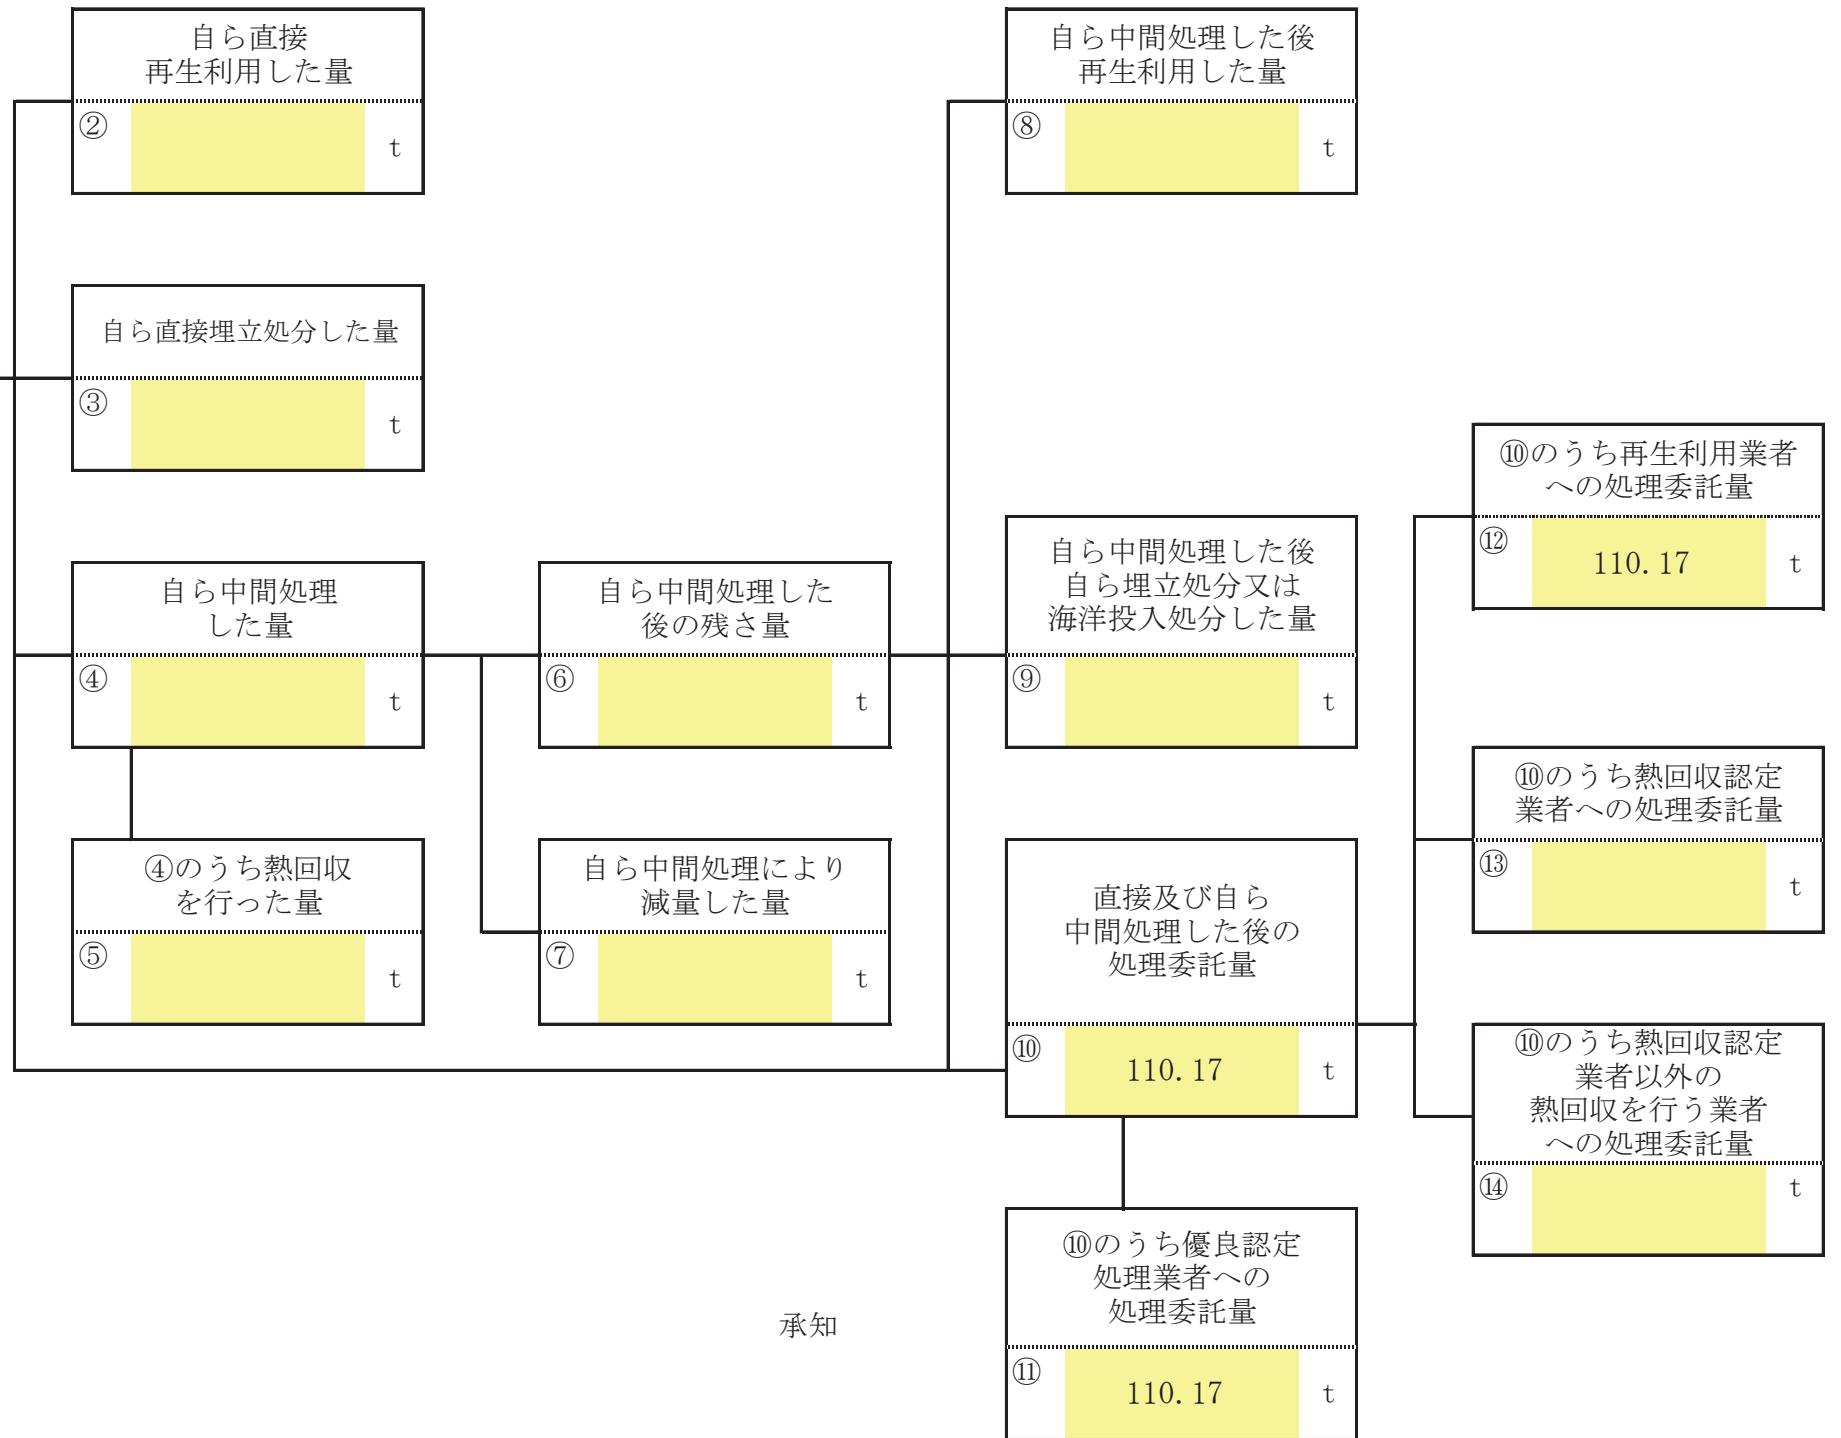 自ら直接
再生利用した量
②
t
自ら中間処理した後
再生利用した量
⑧
t
自ら直接埋立処分した量
③
t
⑩のうち再生利用業者
への処理委託量
⑫
110.17
t
自ら中間処理
した量
④
t
自ら中間処理した
後の残さ量
⑥
t
自ら中間処理した後
自ら埋立処分又は
海洋投入処分した量
⑨
t
⑩のうち熱回収認定
業者への処理委託量
⑬
t
④のうち熱回収
を行った量
⑤
t
自ら中間処理により
減量した量
⑦
t
直接及び自ら
中間処理した後の
処理委託量
⑩
110.17
t
⑩のうち熱回収認定
業者以外の
熱回収を行う業者
への処理委託量
⑭
t
⑩のうち優良認定
処理業者への
処理委託量
⑪
110.17
t
承知